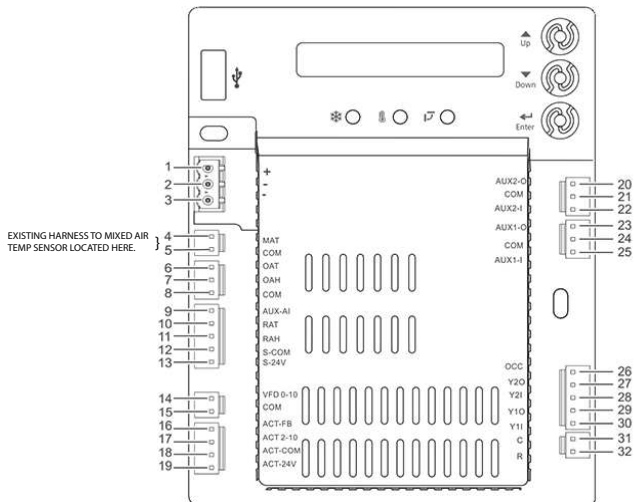 Up
Down
Enter
1
2
3
4
5
6
7
8
9
10
11
12
13
14
15
16
17
18
19
EXISTING HARNESS TO MIXED AIR
TEMP SENSOR LOCATED HERE. }
+
-
-
MAT
COM
OAT
OAH
COM
AUX-AI
RAT
RAH
S-COM
S-24V
VFD 0-10
COM
ACT-FB
ACT 2-10
ACT-COM
ACT-24V
AUX2-O
COM
AUX2-I
AUX1-O
COM
AUX1-I
OCC
Y2O
Y2I
Y1O
Y1I
C
R
20
21
22
23
24
25
26
27
28
29
30
31
32